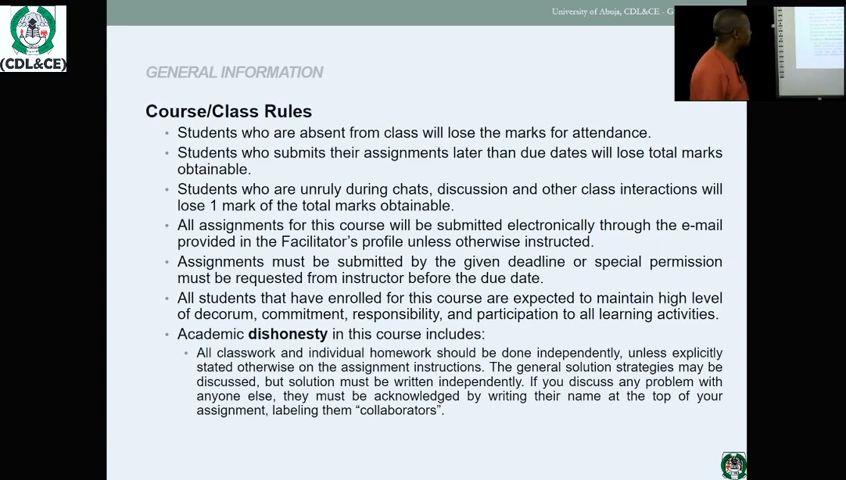 University of Abuja, CDL&CE - G
(CDL&CE)
GENERAL INFORMATION
Course/Class Rules
• Students who are absent from class will lose the marks for attendance.
• Students who submits their assignments later than due dates will lose total marks
obtainable.
• Students who are unruly during chats, discussion and other class interactions will
lose 1 mark of the total marks obtainable.
• All assignments for this course will be submitted electronically through the e-mail
provided in the Facilitator's profile unless otherwise instructed.
• Assignments must be submitted by the given deadline or special permission
must be requested from instructor before the due date.
• All students that have enrolled for this course are expected to maintain high level
of decorum, commitment, responsibility, and participation to all learning activities.
• Academic dishonesty in this course includes:
• All classwork and individual homework should be done independently, unless explicitly
stated otherwise on the assignment instructions. The general solution strategies may be
discussed, but solution must be written independently. If you discuss any problem with
anyone else, they must be acknowledged by writing their name at the top of your
assignment, labeling them “collaborators”.